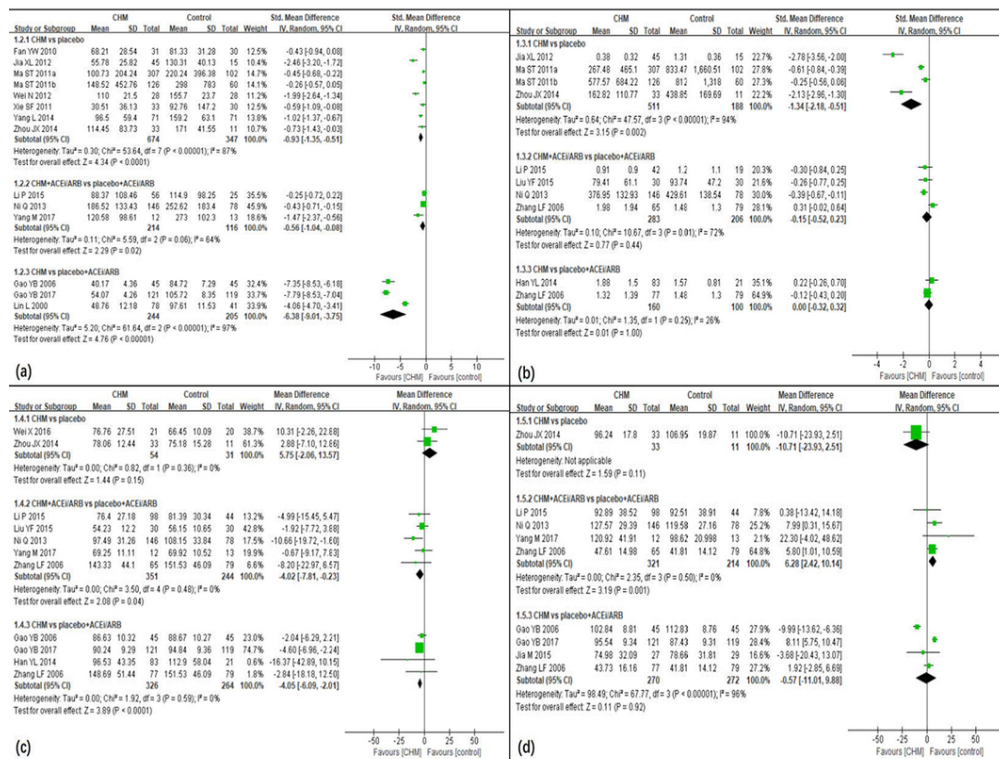 CHM Control Std. Mean Difference Std. Mean Difference
Study or Subgroup Mean SD Total Mean SD Total Weight IV, Random, 95% CI IV, Random, 95% CI
1.2.1 CHM vs placebo
Fan YW 2010 68.21 28.54 31 81.33 31.28 30 12.5% -0.43 [-0.94, 0.08]
Jia XL 2012 55.78 25.82 45 130.31 40.13 15 11.0% -2.46 [-3.20, -1.72]
Ma ST 2011a 100.73 204.24 307 220.24 396.38 102 14.2% -0.45 [-0.68, -0.22]
Ma ST 2011b 148.52 452.76 126 298 783 60 13.8% -0.26 [-0.57, 0.05]
Wei N 2012 110 21.5 28 155.7 23.7 28 11.4% -1.99 [-2.64, -1.34]
Xie SF 2011 30.51 36.13 33 92.76 147.2 30 12.5% -0.59 [-1.09, -0.08]
Yang L 2014 96.5 59.4 71 159.2 63.1 71 13.4% -1.02 [-1.37, -0.67]
Zhou JX 2014 114.45 83.73 33 171 41.55 11 11.2% -0.73 [-1.43, -0.03]
Subtotal (95% CI) 674 347 100.0% -0.93 [-1.35, -0.51]
Heterogeneity: Tau² = 0.30; Chi² = 53.64, df = 7 (P < 0.00001); I² = 87%
Test for overall effect: Z = 4.34 (P < 0.0001)
1.2.2 CHM+ACEi/ARB vs placebo+ACEi/ARB
Li P 2015 88.37 108.46 56 114.9 98.25 25 35.5% -0.25 [-0.72, 0.22]
Ni Q 2013 186.52 133.43 146 252.62 183.4 78 45.7% -0.43 [-0.71, -0.15]
Yang M 2017 120.58 98.61 12 273 102.3 13 18.7% -1.47 [-2.37, -0.56]
Subtotal (95% CI) 214 116 100.0% -0.56 [-1.04, -0.08]
Heterogeneity: Tau² = 0.11; Chi² = 5.59, df = 2 (P = 0.06); I² = 64%
Test for overall effect: Z = 2.29 (P = 0.02)
1.2.3 CHM vs placebo+ACEi/ARB
Gao YB 2006 40.17 4.36 45 84.72 7.29 45 32.1% -7.35 [-8.53, -6.18]
Gao YB 2017 54.07 4.26 121 105.72 8.35 119 33.8% -7.79 [-8.53, -7.04]
Lin L 2000 48.76 12.18 78 97.61 11.53 41 34.1% -4.06 [-4.70, -3.41]
Subtotal (95% CI) 244 205 100.0% -6.38 [-9.01, -3.75]
Heterogeneity: Tau² = 5.20; Chi² = 61.64, df = 2 (P < 0.00001); I² = 97%
Test for overall effect: Z = 4.76 (P < 0.00001)
-10 -5 0 5 10
Favours [CHM] Favours [control]
(a)
CHM Control Std. Mean Difference Std. Mean Difference
Study or Subgroup Mean SD Total Mean SD Total Weight IV, Random, 95% CI IV, Random, 95% CI
1.3.1 CHM vs placebo
Jia XL 2012 0.38 0.32 45 1.31 0.36 15 22.3% -2.78 [-3.56, -2.00]
Ma ST 2011a 267.48 465.1 307 833.47 1,660.51 102 27.8% -0.61 [-0.84, -0.39]
Ma ST 2011b 577.57 684.22 126 812 1,318 60 27.3% -0.25 [-0.56, 0.06]
Zhou JX 2014 162.82 110.77 33 438.85 169.69 11 22.6% -2.13 [-2.96, -1.30]
Subtotal (95% CI) 511 188 100.0% -1.34 [-2.18, -0.51]
Heterogeneity: Tau² = 0.64; Chi² = 47.57, df = 3 (P < 0.00001); I² = 94%
Test for overall effect: Z = 3.15 (P = 0.002)
1.3.2 CHM+ACEi/ARB vs placebo+ACEi/ARB
Li P 2015 0.91 0.9 42 1.2 1.1 19 20.3% -0.30 [-0.84, 0.25]
Liu YF 2015 79.41 61.1 30 93.74 47.2 30 21.6% -0.26 [-0.77, 0.25]
Ni Q 2013 376.95 132.93 146 429.61 138.54 78 30.0% -0.39 [-0.67, -0.11]
Zhang LF 2006 1.98 1.94 65 1.48 1.3 79 28.2% 0.31 [-0.02, 0.64]
Subtotal (95% CI) 283 206 100.0% -0.15 [-0.52, 0.23]
Heterogeneity: Tau² = 0.10; Chi² = 10.67, df = 3 (P = 0.01); I² = 72%
Test for overall effect: Z = 0.77 (P = 0.44)
1.3.3 CHM vs placebo+ACEi/ARB
Han YL 2014 1.88 1.5 83 1.57 1.1 21 35.1% 0.22 [-0.26, 0.70]
Zhang LF 2006 1.32 1.39 77 1.48 1.3 79 64.9% -0.12 [-0.43, 0.20]
Subtotal (95% CI) 160 100 100.0% 0.00 [-0.32, 0.32]
Heterogeneity: Tau² = 0.01; Chi² = 1.35, df = 1 (P = 0.25); I² = 26%
Test for overall effect: Z = 0.01 (P = 1.00)
-4 -2 0 2 4
Favours [CHM] Favours [control]
(b)
CHM Control Mean Difference Mean Difference
Study or Subgroup Mean SD Total Mean SD Total Weight IV, Random, 95% CI IV, Random, 95% CI
1.4.1 CHM vs placebo
Wei X 2016 76.76 27.51 21 66.45 10.09 20 38.7% 10.31 [-2.26, 22.88]
Zhou JX 2014 78.06 12.44 33 75.18 15.28 11 61.3% 2.88 [-7.10, 12.86]
Subtotal (95% CI) 54 31 100.0% 5.75 [-2.06, 13.57]
Heterogeneity: Tau² = 0.00; Chi² = 0.82, df = 1 (P = 0.36); I² = 0%
Test for overall effect: Z = 1.44 (P = 0.15)
1.4.2 CHM+ACEi/ARB vs placebo+ACEi/ARB
Li P 2015 76.4 27.18 98 81.39 30.34 44 13.1% -4.99 [-15.45, 5.47]
Liu YF 2015 54.23 12.2 30 56.15 10.65 30 42.8% -1.92 [-7.72, 3.88]
Ni Q 2013 97.49 31.26 146 108.15 33.84 78 17.5% -10.66 [-19.72, -1.60]
Yang M 2017 69.25 11.11 12 69.92 10.52 13 19.9% -0.67 [-9.17, 7.83]
Zhang LF 2006 143.33 44.1 65 151.53 46.09 79 6.6% -8.20 [-22.97, 6.57]
Subtotal (95% CI) 351 244 100.0% -4.02 [-7.81, -0.23]
Heterogeneity: Tau² = 0.00; Chi² = 3.50, df = 4 (P = 0.48); I² = 0%
Test for overall effect: Z = 2.08 (P = 0.04)
1.4.3 CHM vs placebo+ACEi/ARB
Gao YB 2006 86.63 10.32 45 88.67 10.27 45 23.0% -2.04 [-6.29, 2.21]
Gao YB 2017 90.24 9.29 121 94.84 9.36 119 74.8% -4.60 [-6.96, -2.24]
Han YL 2014 96.53 43.35 83 112.9 58.04 21 0.6% -16.37 [-42.89, 10.15]
Zhang LF 2006 148.69 51.44 77 151.53 46.09 79 1.8% -2.84 [-18.18, 12.50]
Subtotal (95% CI) 326 264 100.0% -4.05 [-6.09, -2.01]
Heterogeneity: Tau² = 0.00; Chi² = 1.92, df = 3 (P = 0.59); I² = 0%
Test for overall effect: Z = 3.89 (P < 0.0001)
-50 -25 0 25 50
Favours [CHM] Favours [control]
(c)
CHM Control Mean Difference Mean Difference
Study or Subgroup Mean SD Total Mean SD Total Weight IV, Random, 95% CI IV, Random, 95% CI
1.5.1 CHM vs placebo
Zhou JX 2014 96.24 17.8 33 106.95 19.87 11 100.0% -10.71 [-23.93, 2.51]
Subtotal (95% CI) 33 11 100.0% -10.71 [-23.93, 2.51]
Heterogeneity: Not applicable
Test for overall effect: Z = 1.59 (P = 0.11)
1.5.2 CHM+ACEi/ARB vs placebo+ACEi/ARB
Li P 2015 92.89 38.52 98 92.51 38.91 44 7.8% 0.38 [-13.42, 14.18]
Ni Q 2013 127.57 29.39 146 119.58 27.16 78 25.3% 7.99 [0.31, 15.67]
Yang M 2017 120.92 41.91 12 98.62 20.998 13 2.1% 22.30 [-4.02, 48.62]
Zhang LF 2006 47.61 14.98 65 41.81 14.12 79 64.8% 5.80 [1.01, 10.59]
Subtotal (95% CI) 321 214 100.0% 6.28 [2.42, 10.14]
Heterogeneity: Tau² = 0.00; Chi² = 2.35, df = 3 (P = 0.50); I² = 0%
Test for overall effect: Z = 3.19 (P = 0.001)
1.5.3 CHM vs placebo+ACEi/ARB
Gao YB 2006 102.84 8.81 45 112.83 8.76 45 27.9% -9.99 [-13.62, -6.36]
Gao YB 2017 95.54 9.34 121 87.43 9.31 119 28.6% 8.11 [5.75, 10.47]
Jia M 2015 74.98 32.09 27 78.66 31.81 29 16.4% -3.68 [-20.43, 13.07]
Zhang LF 2006 43.73 16.16 77 41.81 14.12 79 27.2% 1.92 [-2.85, 6.69]
Subtotal (95% CI) 270 272 100.0% -0.57 [-11.01, 9.88]
Heterogeneity: Tau² = 98.49; Chi² = 67.77, df = 3 (P < 0.00001); I² = 96%
Test for overall effect: Z = 0.11 (P = 0.92)
-50 -25 0 25 50
Favours [CHM] Favours [control]
(d)